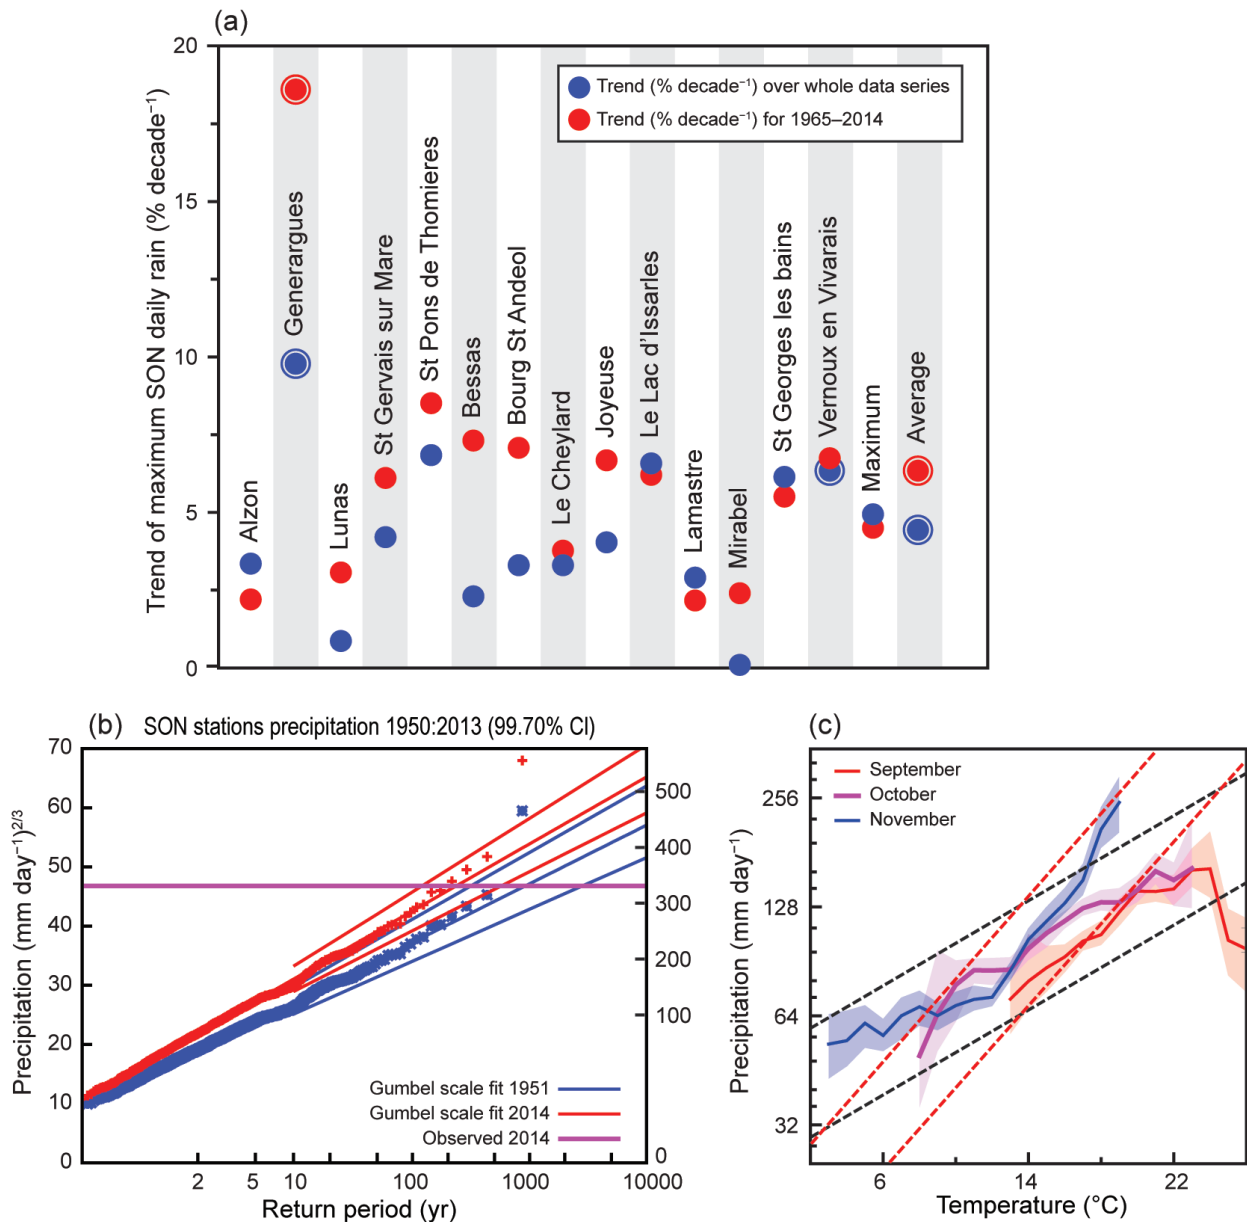 (a)
Trend of maximum SON daily rain (% decade⁻¹)
20
15
10
5
0
Trend (% decade⁻¹) over whole data series
Trend (% decade⁻¹) for 1965–2014
Alzon
Generargues
Lunas
St Gervais sur Mare
St Pons de Thomieres
Bessas
Bourg St Andeol
Le Cheylard
Joyeuse
Le Lac d'Issarles
Lamastre
Mirabel
St Georges les bains
Vernoux en Vivarais
Maximum
Average
(b) SON stations precipitation 1950:2013 (99.70% CI)
Precipitation (mm day⁻¹)²ᐟ³
70
60
50
40
30
20
10
0
500
400
300
200
100
0
Gumbel scale fit 1951
Gumbel scale fit 2014
Observed 2014
2 5 10 100 1000 10000
Return period (yr)
(c)
Precipitation (mm day⁻¹)
256
128
64
32
September
October
November
6 14 22
Temperature (°C)